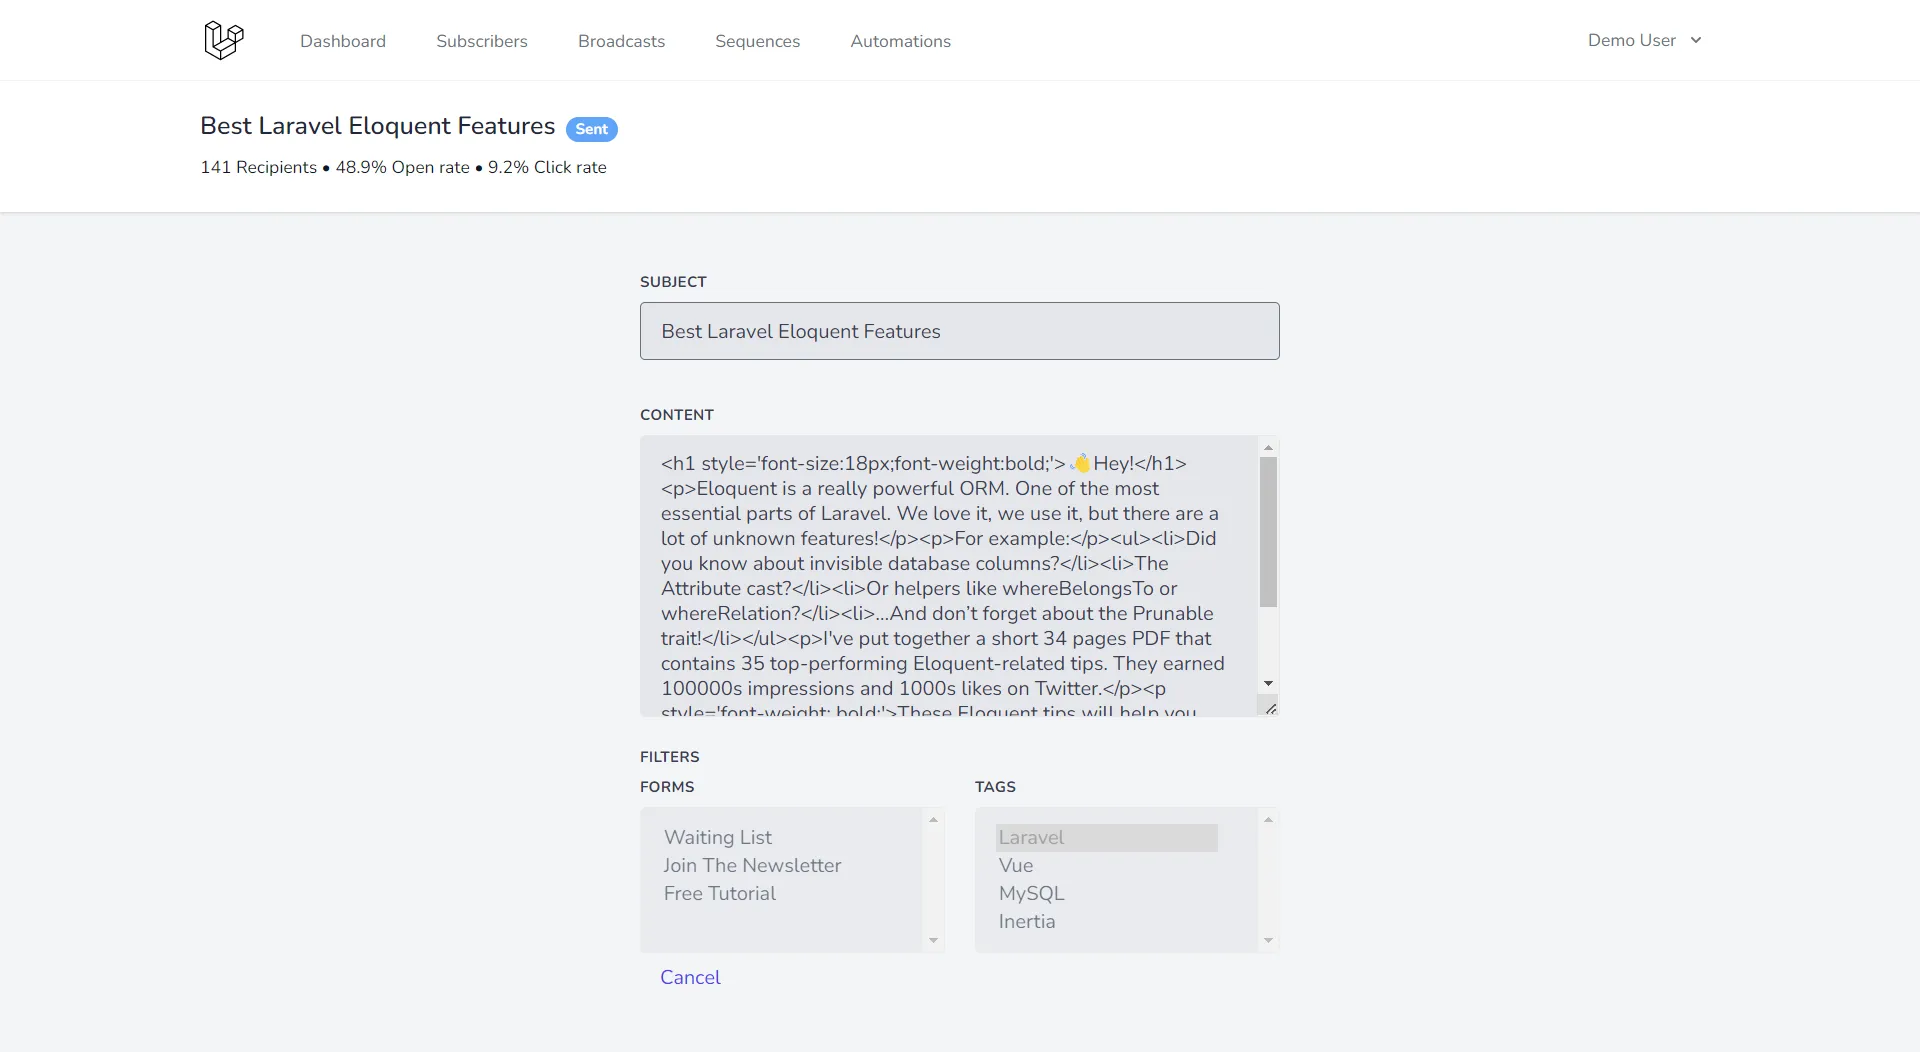 Dashboard Subscribers Broadcasts Sequences Automations Demo User
Best Laravel Eloquent Features Sent
141 Recipients • 48.9% Open rate • 9.2% Click rate
SUBJECT
Best Laravel Eloquent Features
CONTENT
<h1 style='font-size:18px;font-weight:bold;'>👋Hey!</h1>
<p>Eloquent is a really powerful ORM. One of the most
essential parts of Laravel. We love it, we use it, but there are a
lot of unknown features!</p><p>For example:</p><ul><li>Did
you know about invisible database columns?</li><li>The
Attribute cast?</li><li>Or helpers like whereBelongsTo or
whereRelation?</li><li>...And don’t forget about the Prunable
trait!</li></ul><p>I've put together a short 34 pages PDF that
contains 35 top-performing Eloquent-related tips. They earned
100000s impressions and 1000s likes on Twitter.</p><p
style='font-weight: bold;'>These Eloquent tips will help you
FILTERS
FORMS
Waiting List
Join The Newsletter
Free Tutorial
TAGS
Laravel
Vue
MySQL
Inertia
Cancel